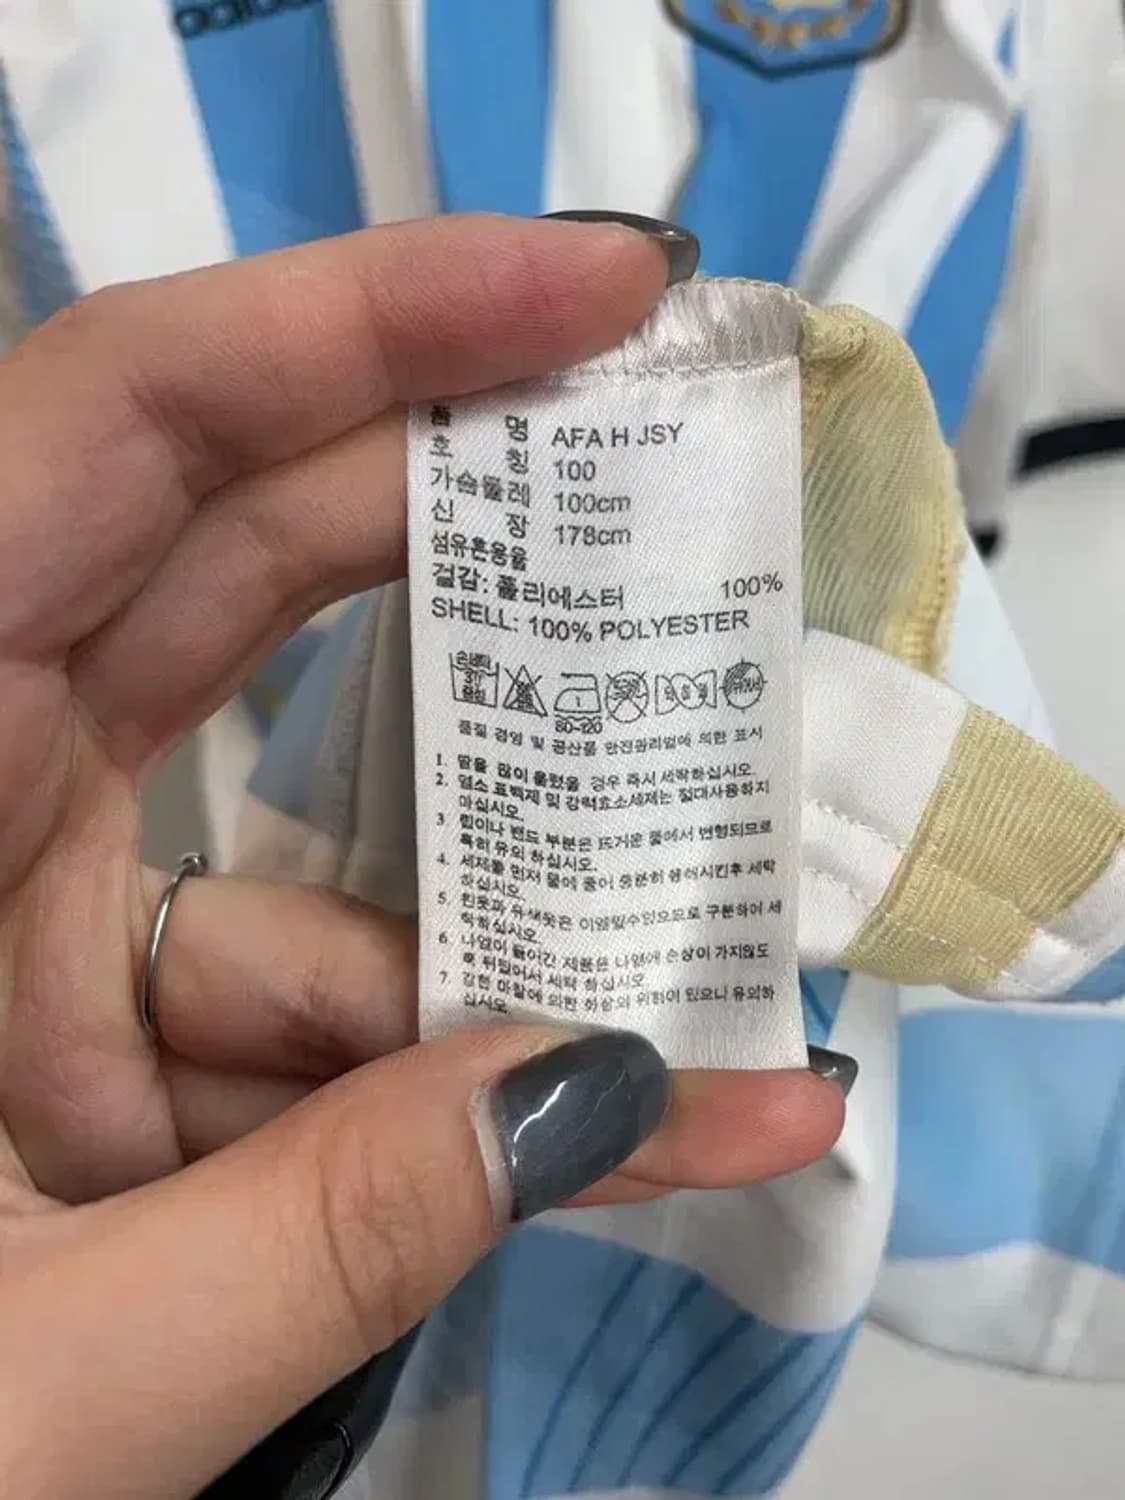 adidas
품 명 AFA H JSY
호 칭 100
가슴둘레 100cm
신 장 178cm
섬유혼용율
겉감: 폴리에스터 100%
SHELL: 100% POLYESTER
80-120
품질 경영 및 공산품 안전관리법에 의한 표시
1. 땀을 많이 흘렸을 경우 즉시 세탁하십시오.
2. 염소 표백제 및 강력효소세제는 절대사용하지
마십시오.
3. 립이나 밴드 부분은 뜨거운 물에서 변형되므로
특히 유의 하십시오.
4. 세제를 먼저 물에 풀어 충분히 용해시킨후 세탁
하십시오.
5. 흰옷과 유색옷은 이염될수있으므로 구분하여 세
탁하십시오.
6. 나염이 들어간 제품은 나염에 손상이 가지않도
록 뒤집어서 세탁 하십시오.
7. 강한 마찰에 의한 화상의 위험이 있으니 유의하
십시오.